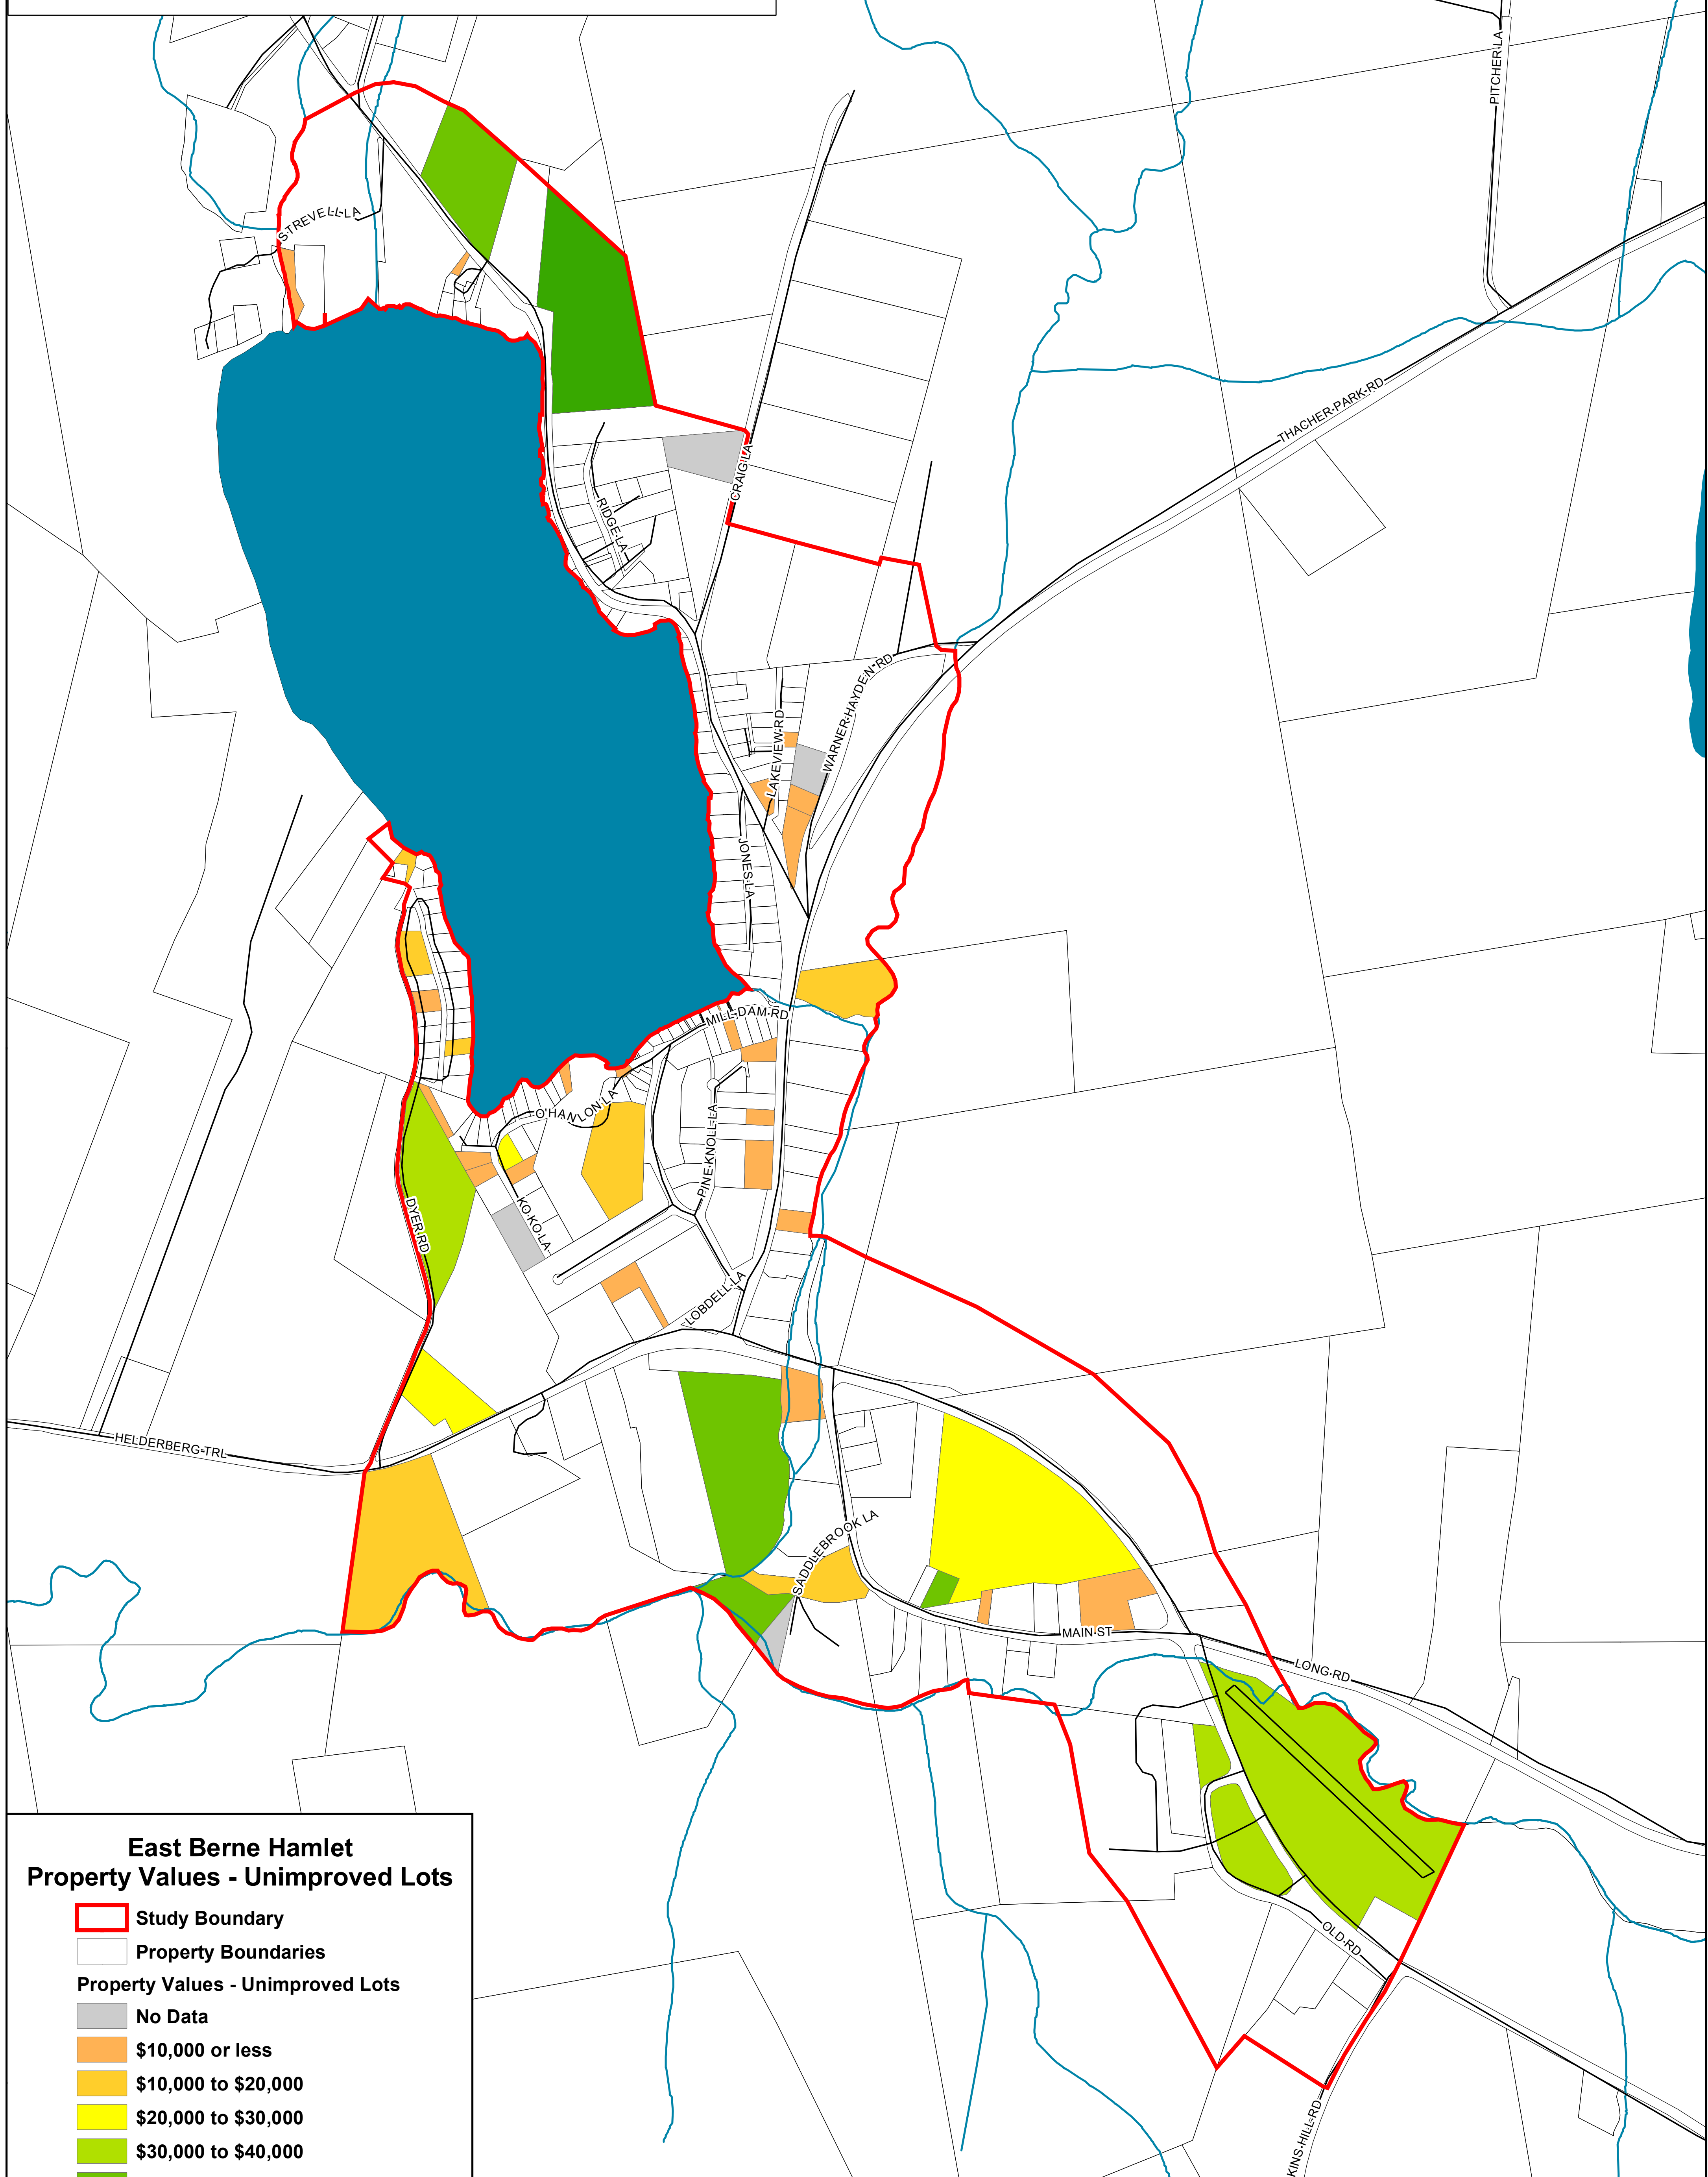 PITCHER LA
STREVELL LA
THACHER PARK RD
CRAIG LA
RIDGE LA
WARNER HAYDEN RD
LAKEVIEW RD
JONES LA
MILL DAM RD
O'HANLON LA
PINE KNOLL LA
KO KO LA
DYER RD
LOBDELL LA
HELDERBERG TRL
SADDLEBROOK LA
MAIN ST
LONG RD
OLD RD
HILL RD
East Berne Hamlet
Property Values - Unimproved Lots
Study Boundary
Property Boundaries
Property Values - Unimproved Lots
No Data
$10,000 or less
$10,000 to $20,000
$20,000 to $30,000
$30,000 to $40,000